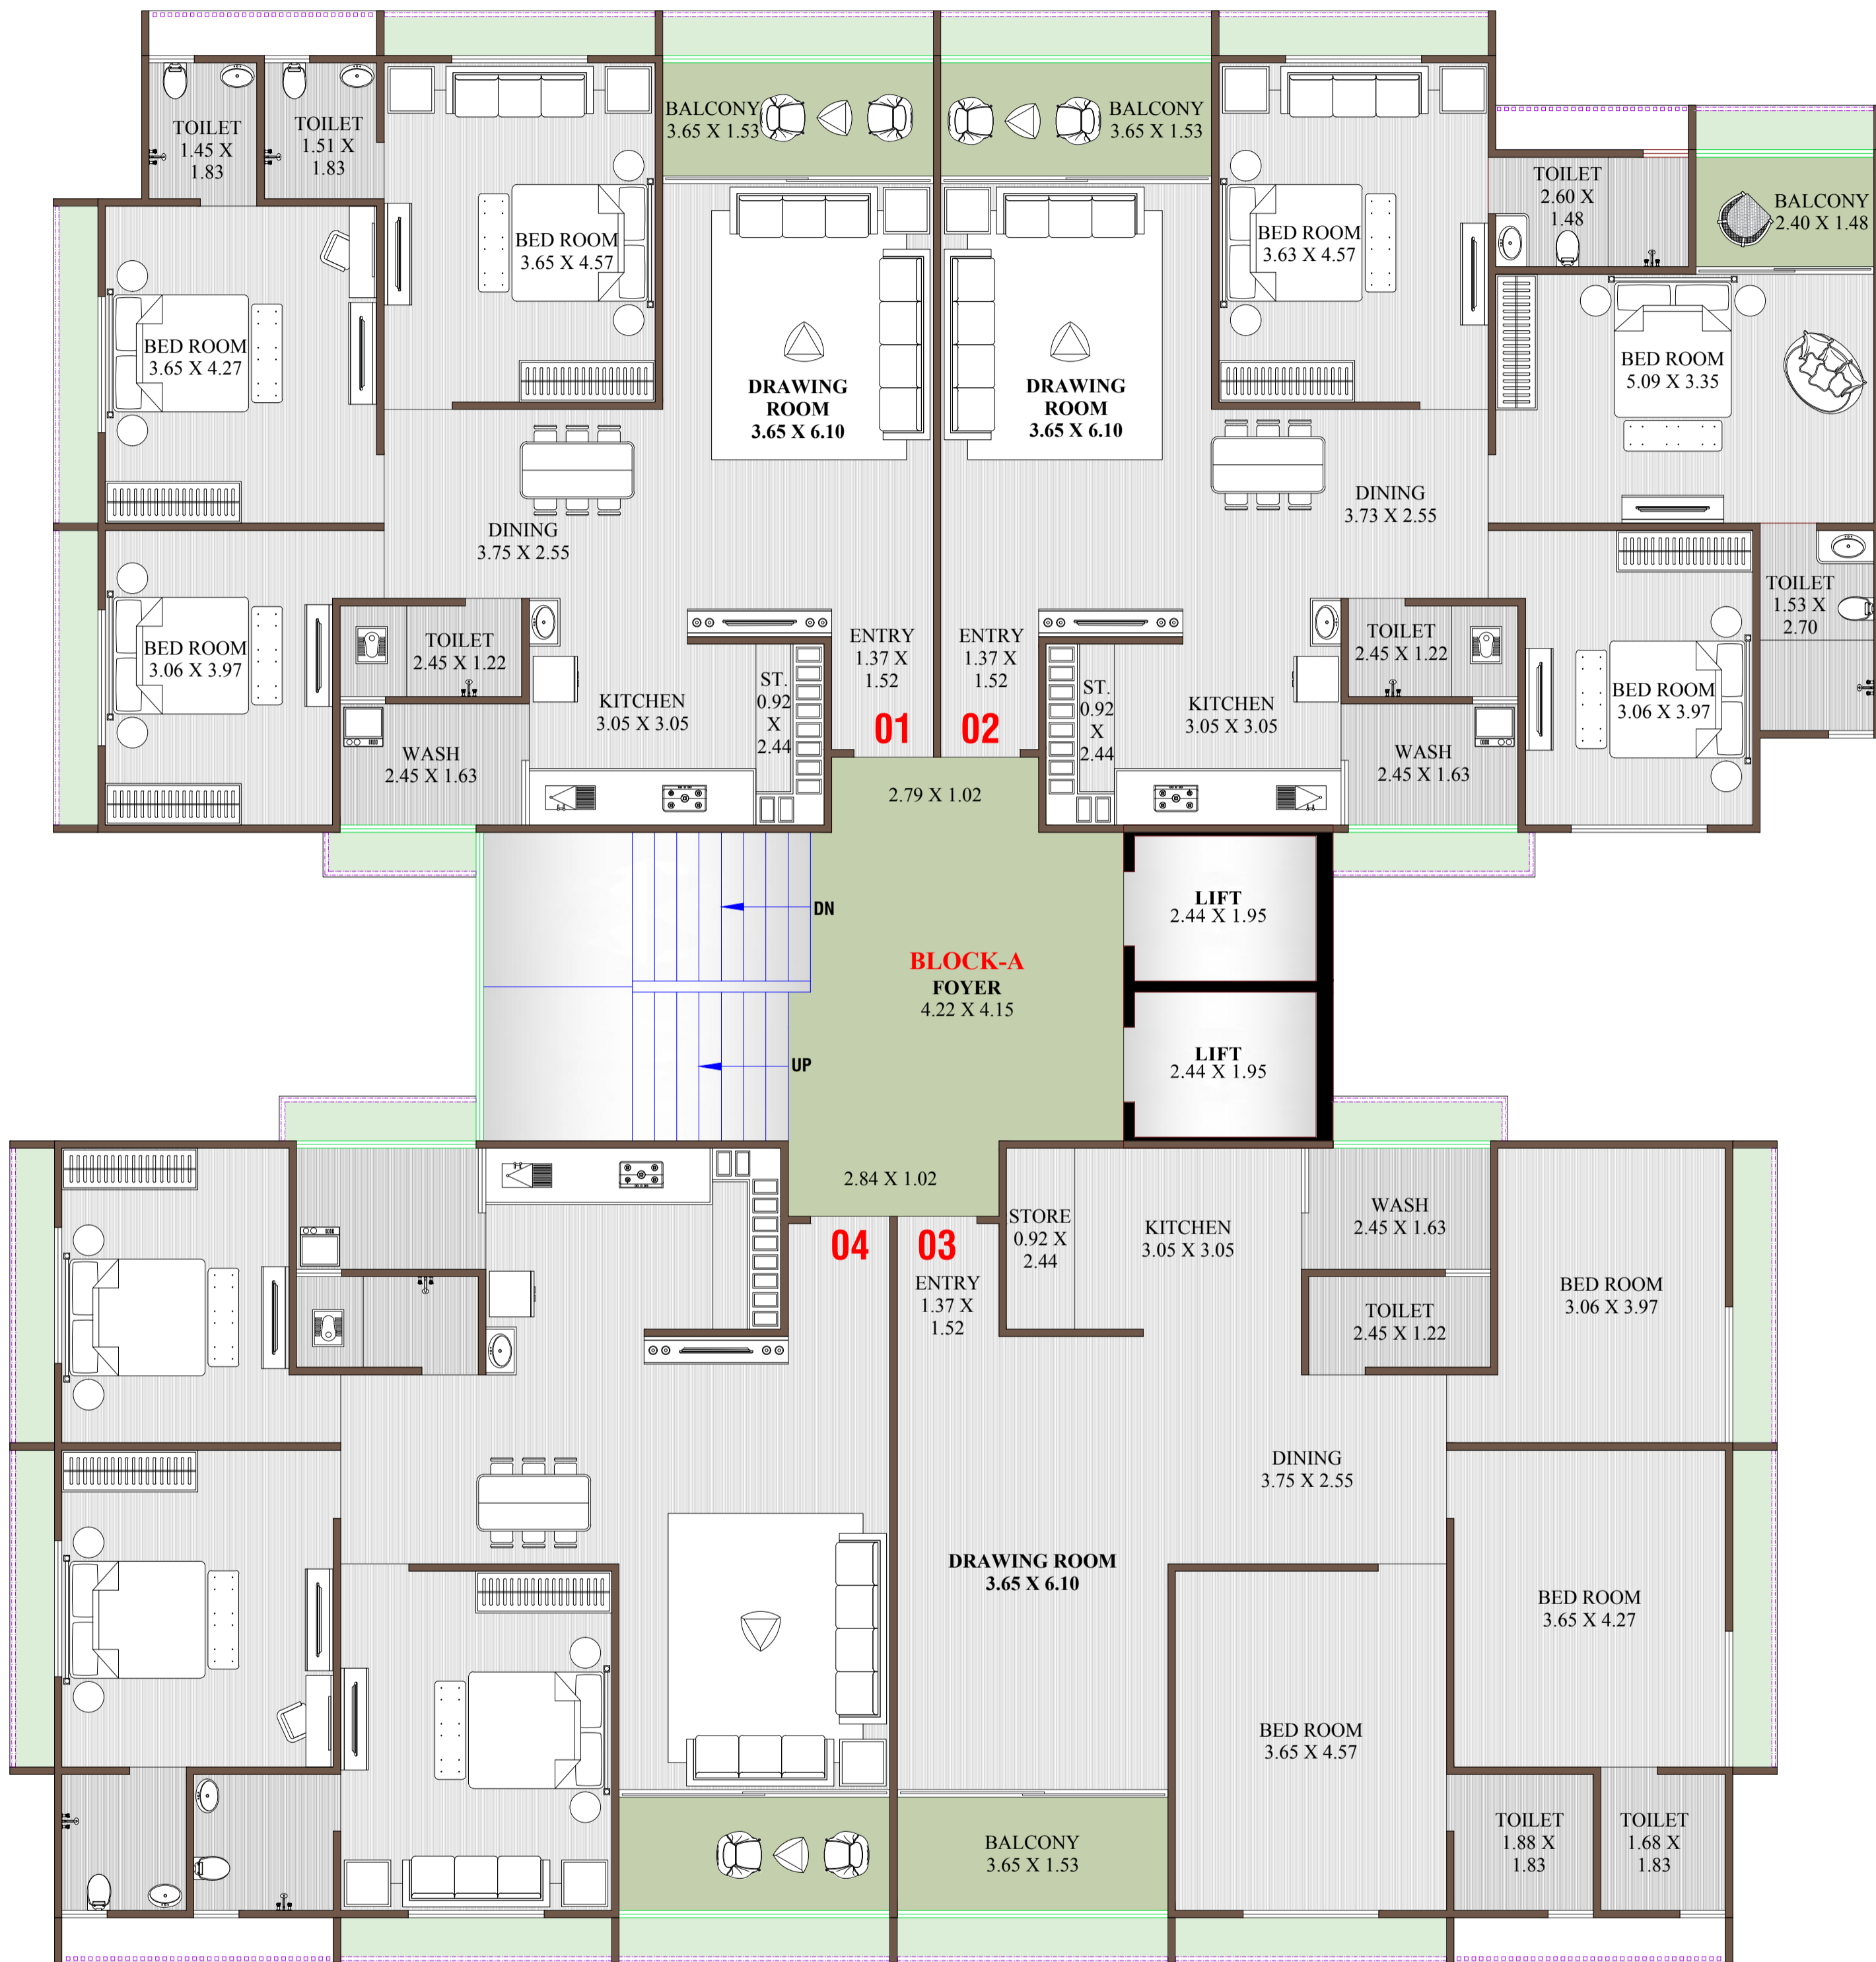 TOILET
1.45 X
1.83
TOILET
1.51 X
1.83
BALCONY
3.65 X 1.53
BALCONY
3.65 X 1.53
TOILET
2.60 X
1.48
BALCONY
2.40 X 1.48
BED ROOM
3.65 X 4.57
BED ROOM
3.63 X 4.57
BED ROOM
3.65 X 4.27
BED ROOM
5.09 X 3.35
DRAWING
ROOM
3.65 X 6.10
DRAWING
ROOM
3.65 X 6.10
DINING
3.75 X 2.55
DINING
3.73 X 2.55
BED ROOM
3.06 X 3.97
TOILET
2.45 X 1.22
ENTRY
1.37 X
1.52
ENTRY
1.37 X
1.52
TOILET
2.45 X 1.22
TOILET
1.53 X
2.70
KITCHEN
3.05 X 3.05
ST.
0.92
X
2.44
ST.
0.92
X
2.44
KITCHEN
3.05 X 3.05
BED ROOM
3.06 X 3.97
01
02
WASH
2.45 X 1.63
WASH
2.45 X 1.63
2.79 X 1.02
DN
LIFT
2.44 X 1.95
BLOCK-A
FOYER
4.22 X 4.15
UP
LIFT
2.44 X 1.95
2.84 X 1.02
04
03
ENTRY
1.37 X
1.52
STORE
0.92 X
2.44
KITCHEN
3.05 X 3.05
WASH
2.45 X 1.63
TOILET
2.45 X 1.22
BED ROOM
3.06 X 3.97
DINING
3.75 X 2.55
DRAWING ROOM
3.65 X 6.10
BED ROOM
3.65 X 4.27
BED ROOM
3.65 X 4.57
BALCONY
3.65 X 1.53
TOILET
1.88 X
1.83
TOILET
1.68 X
1.83